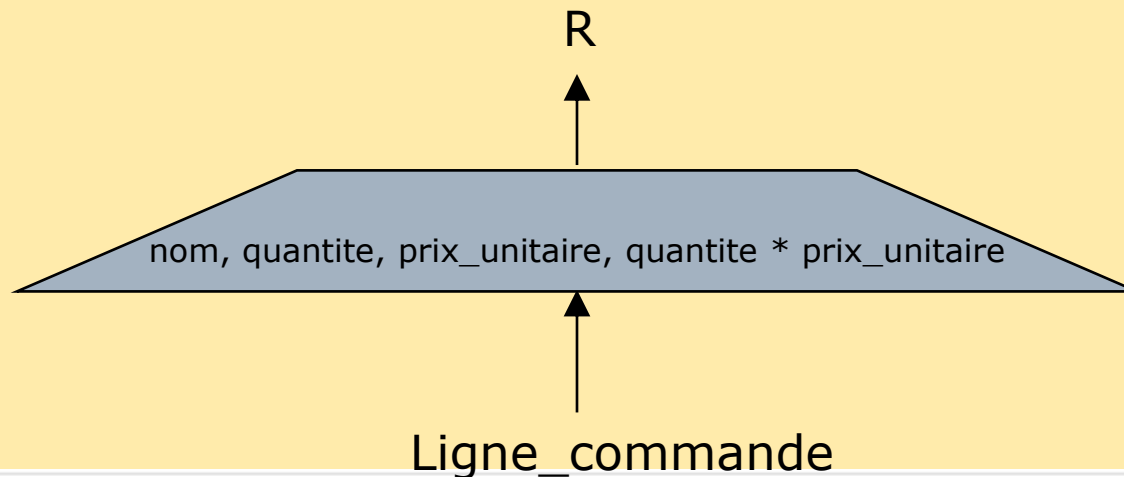 R
nom, quantite, prix_unitaire, quantite * prix_unitaire
Ligne_commande